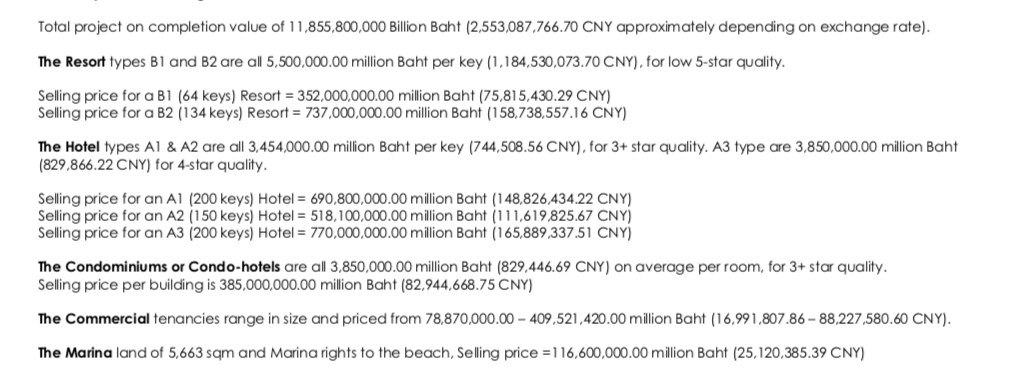 Total project on completion value of 11,855,800,000 Billion Baht (2,553,087,766.70 CNY approximately depending on exchange rate).
The Resort types B1 and B2 are all 5,500,000.00 million Baht per key (1,184,530,073.70 CNY), for low 5-star quality.
Selling price for a B1 (64 keys) Resort = 352,000,000.00 million Baht (75,815,430.29 CNY)
Selling price for a B2 (134 keys) Resort = 737,000,000.00 million Baht (158,738,557.16 CNY)
The Hotel types A1 & A2 are all 3,454,000.00 million Baht per key (744,508.56 CNY), for 3+ star quality. A3 type are 3,850,000.00 million Baht
(829,866.22 CNY) for 4-star quality.
Selling price for an A1 (200 keys) Hotel = 690,800,000.00 million Baht (148,826,434.22 CNY)
Selling price for an A2 (150 keys) Hotel = 518,100,000.00 million Baht (111,619,825.67 CNY)
Selling price for an A3 (200 keys) Hotel = 770,000,000.00 million Baht (165,889,337.51 CNY)
The Condominiums or Condo-hotels are all 3,850,000.00 million Baht (829,446.69 CNY) on average per room, for 3+ star quality.
Selling price per building is 385,000,000.00 million Baht (82,944,668.75 CNY)
The Commercial tenancies range in size and priced from 78,870,000.00 – 409,521,420.00 million Baht (16,991,807.86 – 88,227,580.60 CNY).
The Marina land of 5,663 sqm and Marina rights to the beach, Selling price =116,600,000.00 million Baht (25,120,385.39 CNY)